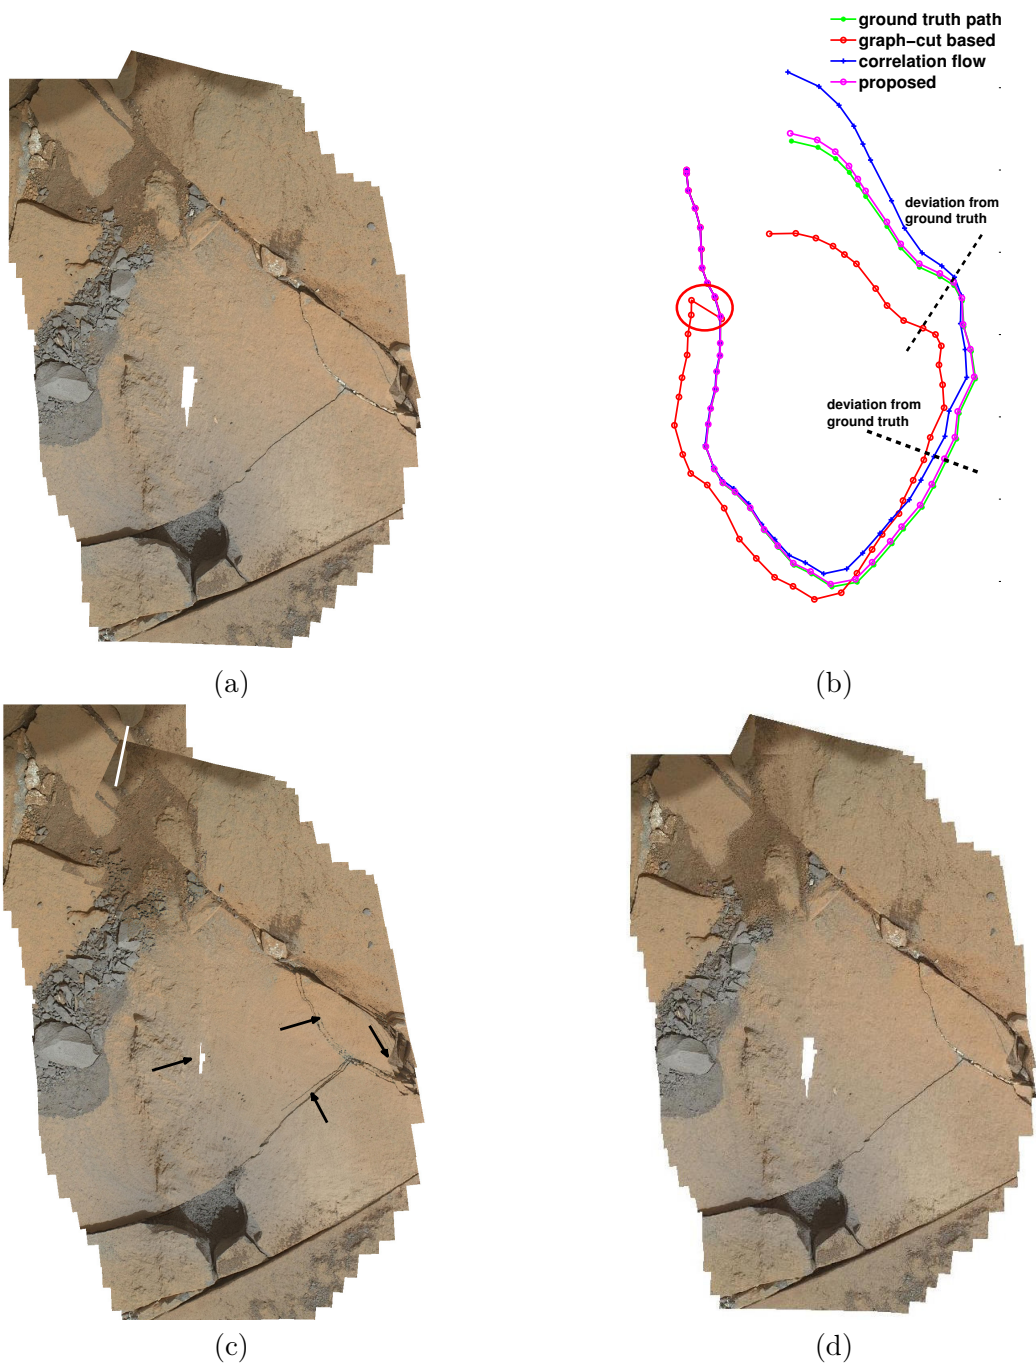 ground truth path
graph−cut based
correlation flow
proposed
deviation from
ground truth
deviation from
ground truth
(a)
(b)
(c)
(d)